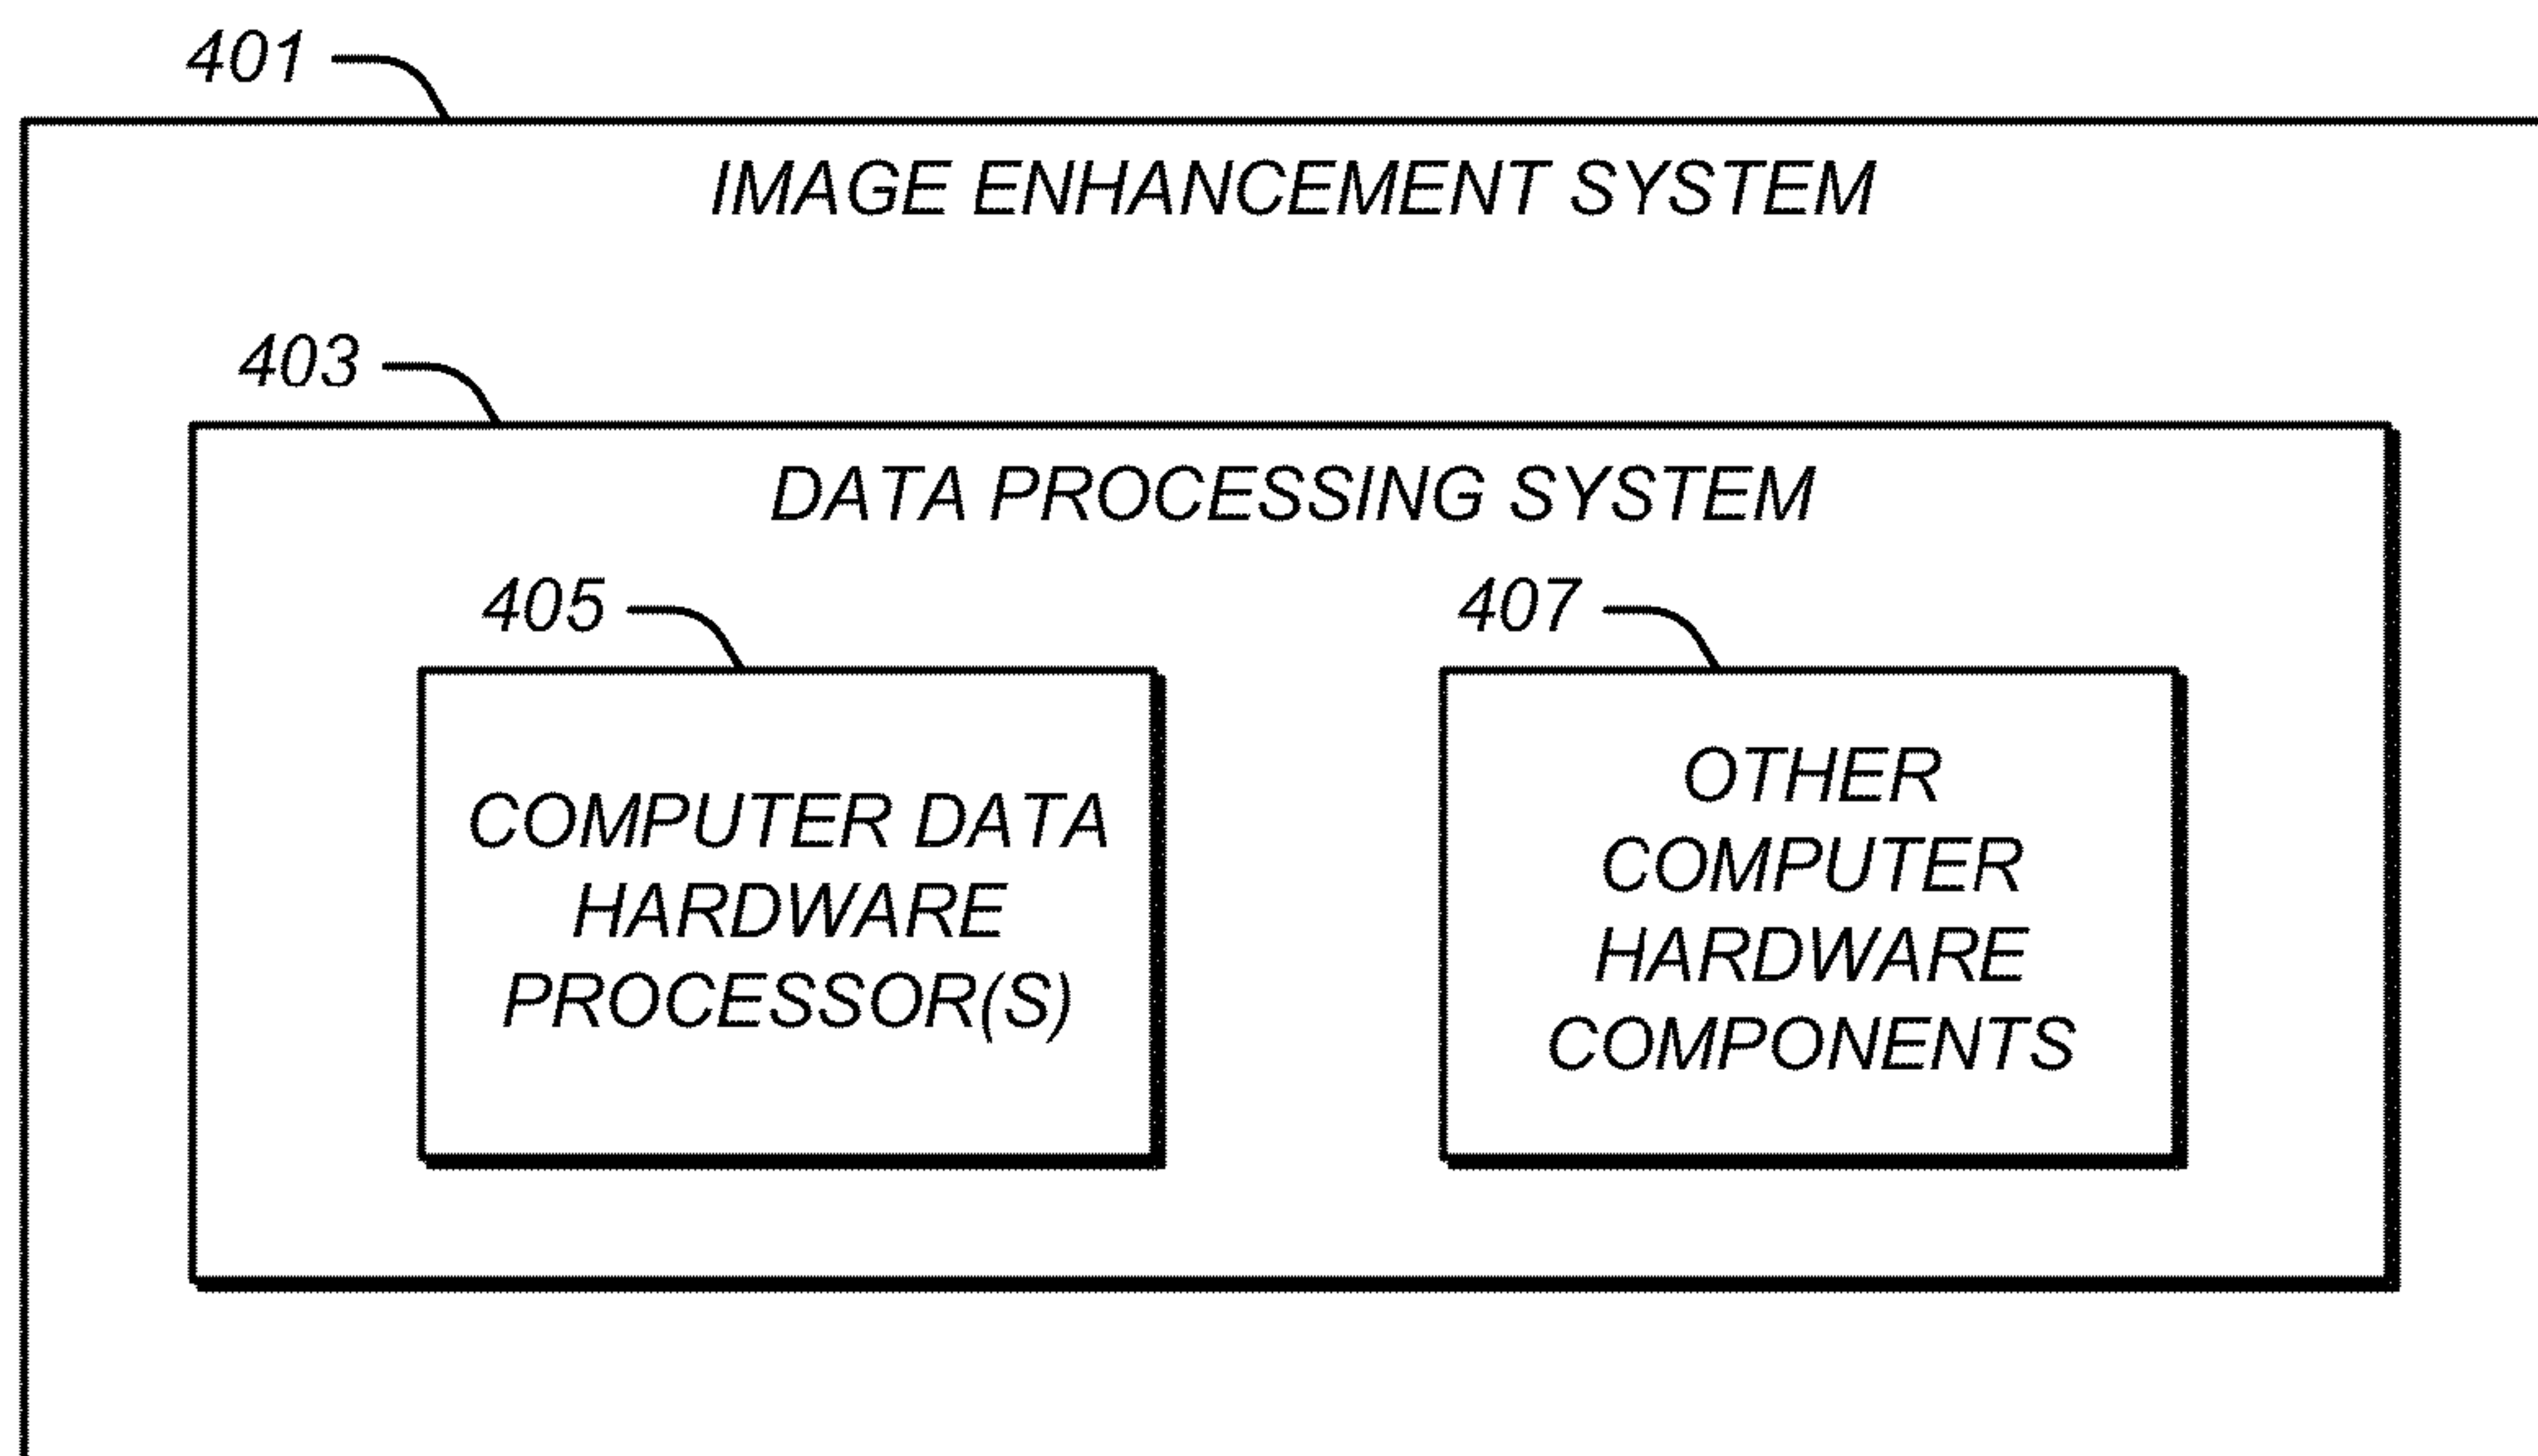 401
IMAGE ENHANCEMENT SYSTEM
403
DATA PROCESSING SYSTEM
405
COMPUTER DATA
HARDWARE
PROCESSOR(S)
407
OTHER
COMPUTER
HARDWARE
COMPONENTS